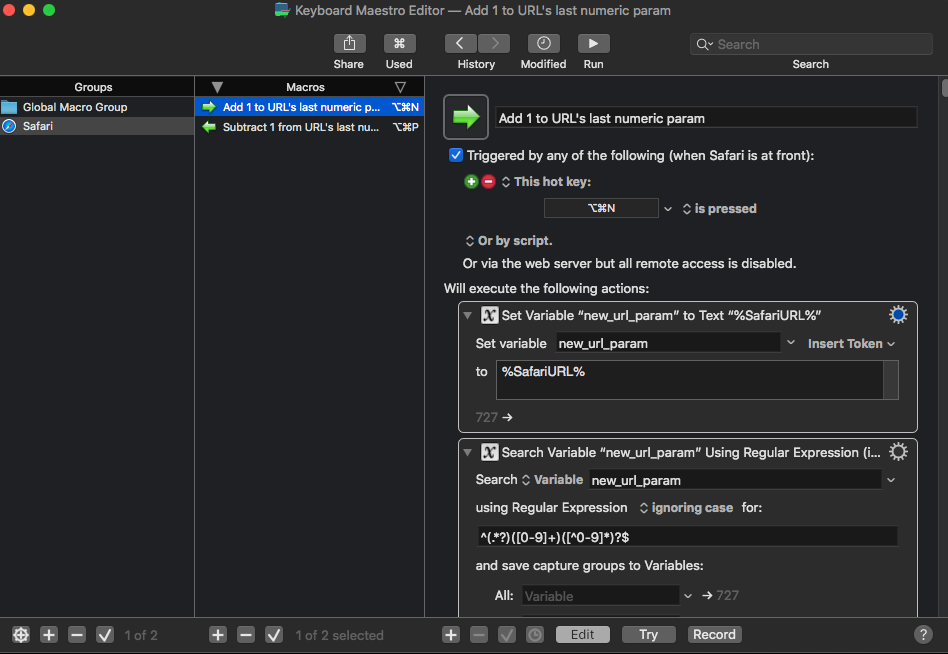 Keyboard Maestro Editor — Add 1 to URL's last numeric param
Share
Used
History
Modified
Run
Search
Search
Groups
Macros
Global Macro Group
Safari
Add 1 to URL's last numeric p... ⌥⌘N
Subtract 1 from URL's last nu... ⌥⌘P
Add 1 to URL's last numeric param
Triggered by any of the following (when Safari is at front):
This hot key:
⌥⌘N is pressed
Or by script.
Or via the web server but all remote access is disabled.
Will execute the following actions:
Set Variable “new_url_param” to Text “%SafariURL%”
Set variable new_url_param Insert Token
to %SafariURL%
727
Search Variable “new_url_param” Using Regular Expression (i...
Search Variable new_url_param
using Regular Expression ignoring case for:
^(.*?)([0-9]+)([^0-9]*)?$
and save capture groups to Variables:
All: Variable 727
1 of 2
1 of 2 selected
Edit
Try
Record
?